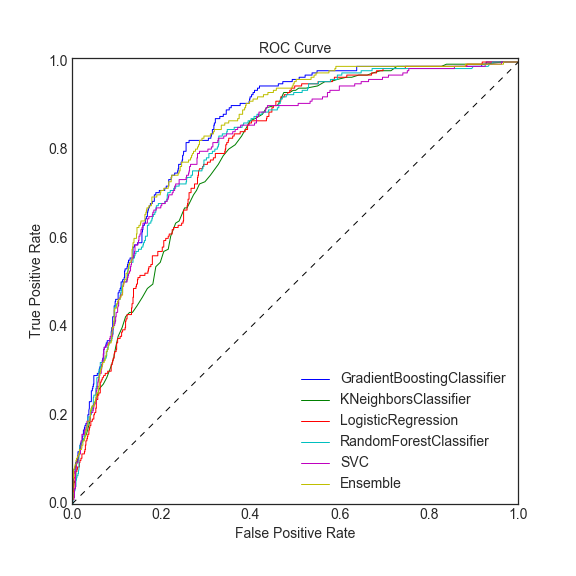 ROC Curve
1.0
0.8
0.6
0.4
0.2
0.0
True Positive Rate
GradientBoostingClassifier
KNeighborsClassifier
LogisticRegression
RandomForestClassifier
SVC
Ensemble
0.0 0.2 0.4 0.6 0.8 1.0
False Positive Rate